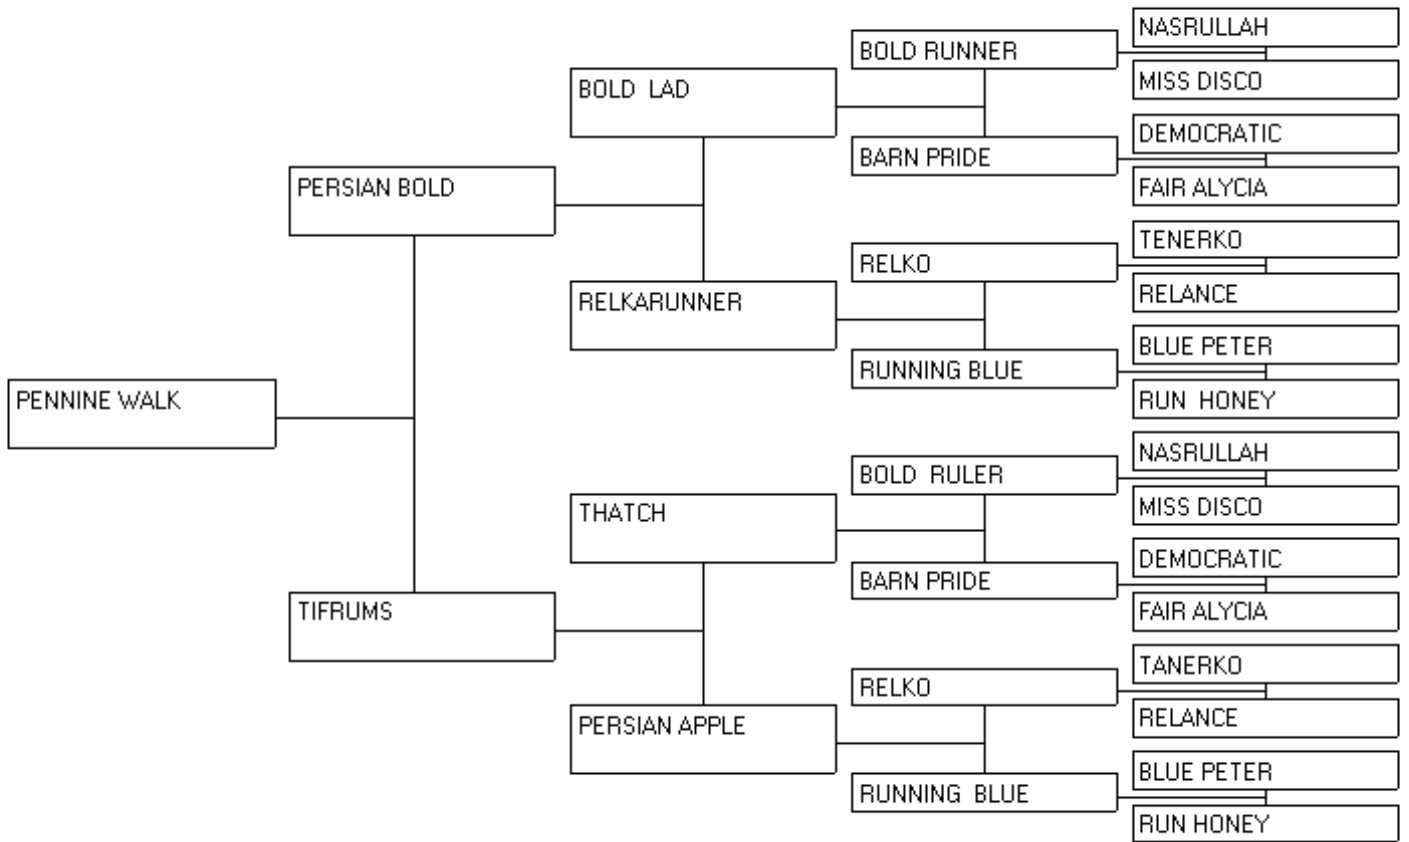 NASRULLAH
BOLD RUNNER
BOLD  LAD
MISS DISCO
DEMOCRATIC
BARN PRIDE
PERSIAN BOLD
FAIR ALYCIA
TENERKO
RELKO
RELKARUNNER
RELANCE
BLUE PETER
RUNNING BLUE
PENNINE WALK
RUN  HONEY
NASRULLAH
BOLD  RULER
THATCH
MISS DISCO
DEMOCRATIC
BARN PRIDE
TIFRUMS
FAIR ALYCIA
TANERKO
RELKO
PERSIAN APPLE
RELANCE
BLUE PETER
RUNNING  BLUE
RUN HONEY